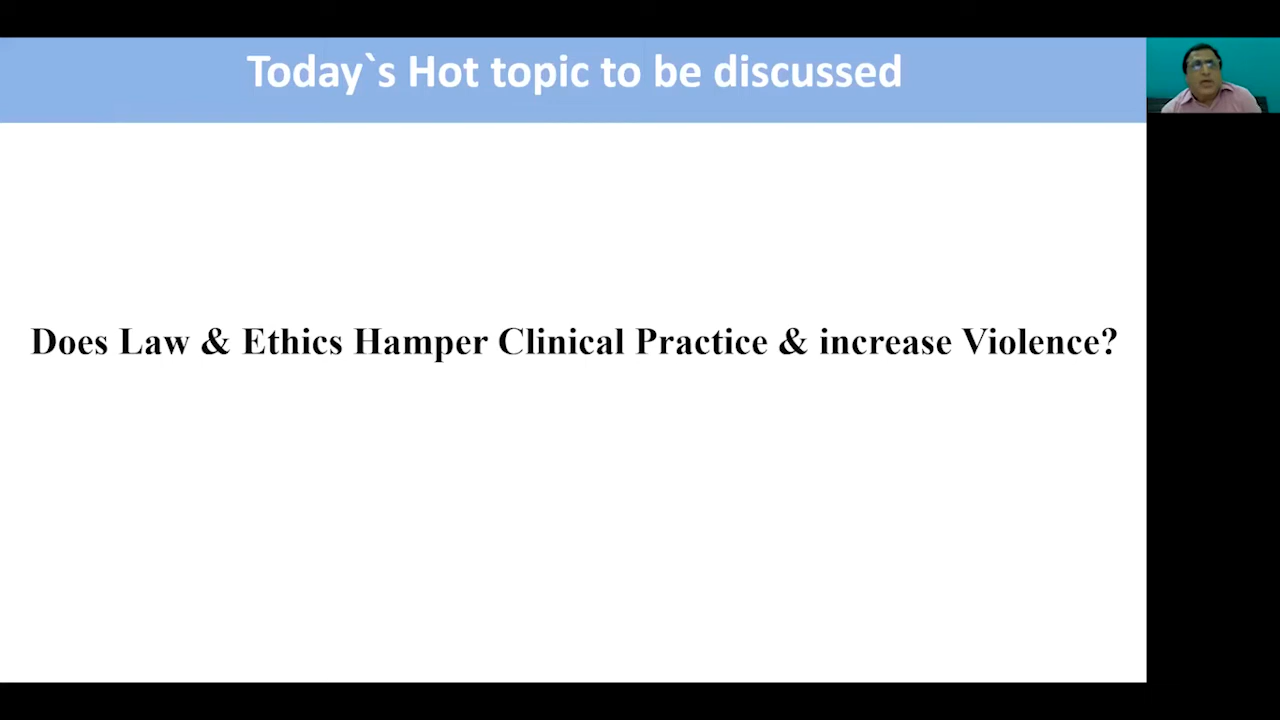 Today`s Hot topic to be discussed
Does Law & Ethics Hamper Clinical Practice & increase Violence?